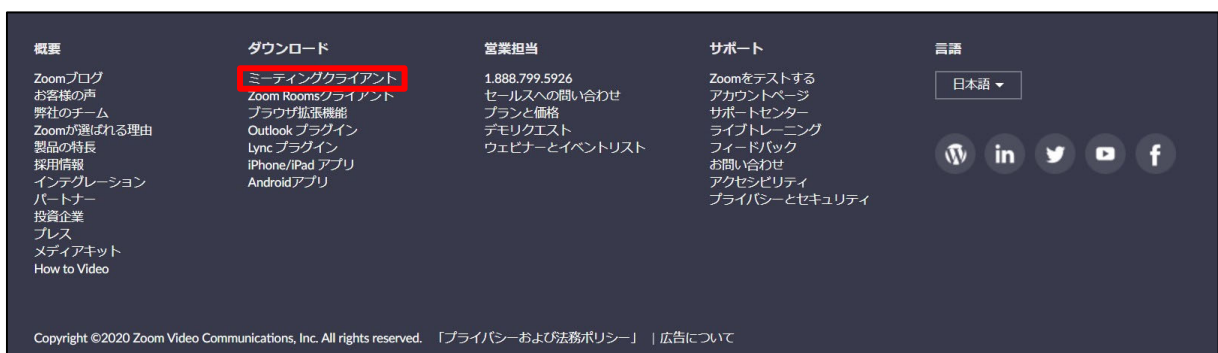 概要
Zoomブログ
お客様の声
弊社のチーム
Zoomが選ばれる理由
製品の特長
採用情報
インテグレーション
パートナー
投資企業
プレス
メディアキット
How to Video
ダウンロード
ミーティングクライアント
Zoom Roomsクライアント
ブラウザ拡張機能
Outlook プラグイン
Lync プラグイン
iPhone/iPad アプリ
Androidアプリ
営業担当
1.888.799.5926
セールスへの問い合わせ
プランと価格
デモリクエスト
ウェビナーとイベントリスト
サポート
Zoomをテストする
アカウントページ
サポートセンター
ライブトレーニング
フィードバック
お問い合わせ
アクセシビリティ
プライバシーとセキュリティ
言語
日本語
Copyright ©2020 Zoom Video Communications, Inc. All rights reserved. 「プライバシーおよび法務ポリシー」 | 広告について